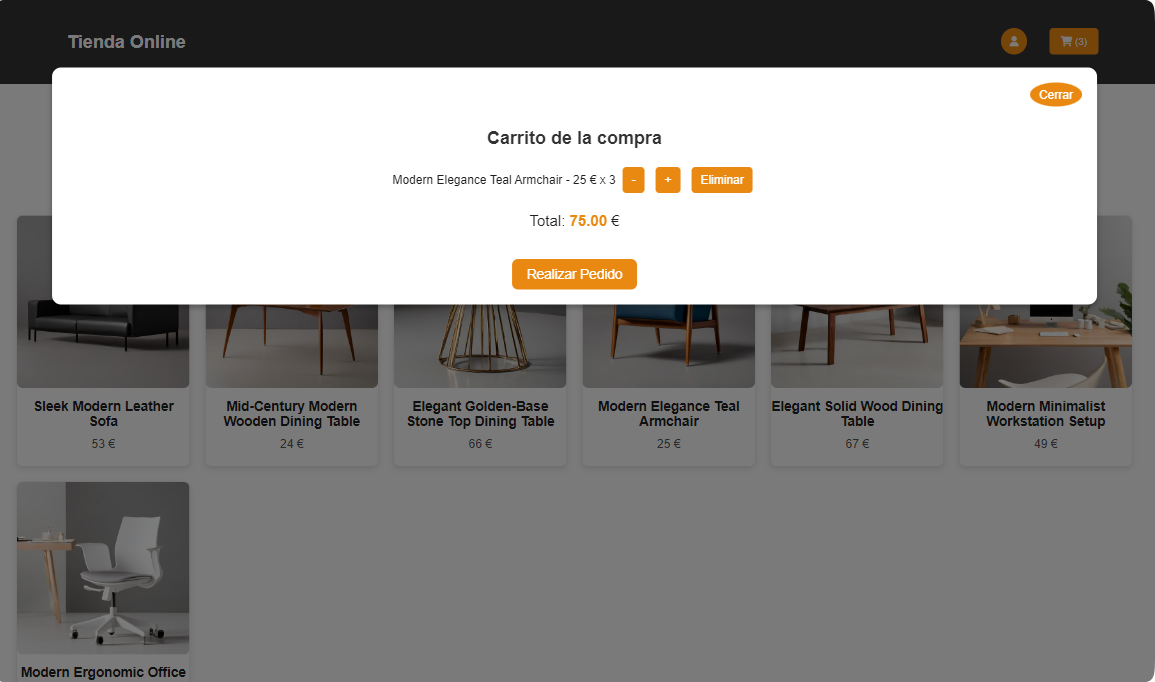 Tienda Online
(3)
Cerrar
Carrito de la compra
Modern Elegance Teal Armchair - 25 € x 3 - + Eliminar
Total: 75.00 €
Realizar Pedido
Sleek Modern Leather
Sofa
53 €
Mid-Century Modern
Wooden Dining Table
24 €
Elegant Golden-Base
Stone Top Dining Table
66 €
Modern Elegance Teal
Armchair
25 €
Elegant Solid Wood Dining
Table
67 €
Modern Minimalist
Workstation Setup
49 €
Modern Ergonomic Office